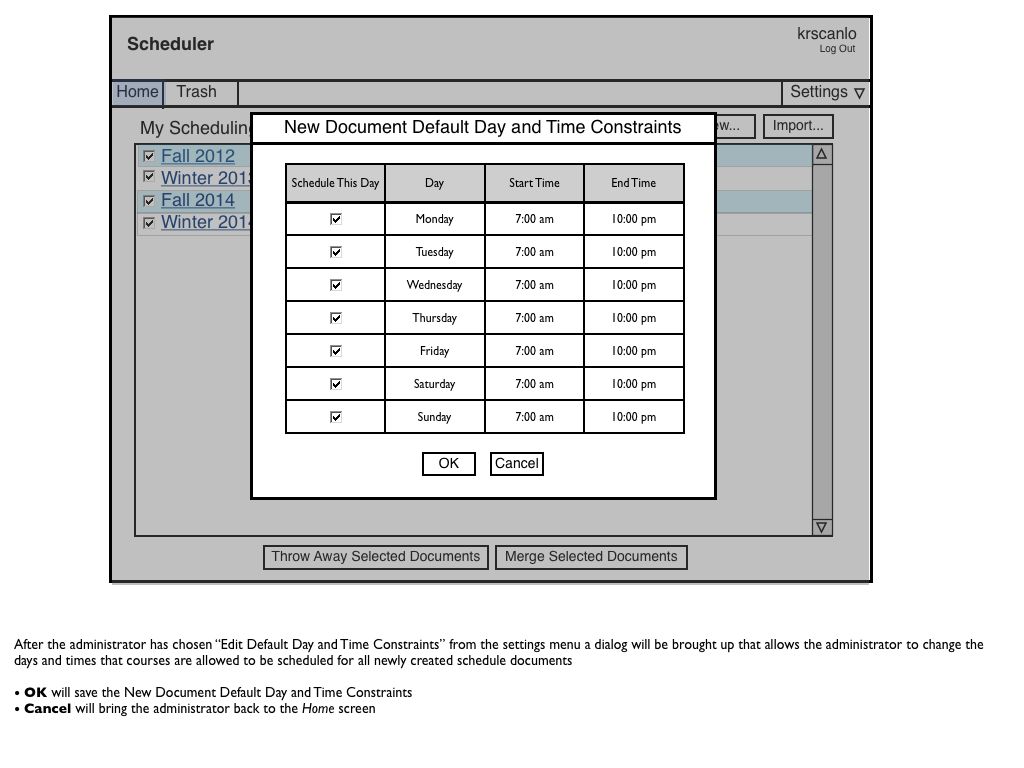 Scheduler
krscanlo
Log Out
Home Trash Settings
My Scheduling
Import...
New Document Default Day and Time Constraints
Fall 2012
Winter
Fall 2014
Winter
Schedule This Day Day Start Time End Time
Monday 7:00 am 10:00 pm
Tuesday 7:00 am 10:00 pm
Wednesday 7:00 am 10:00 pm
Thursday 7:00 am 10:00 pm
Friday 7:00 am 10:00 pm
Saturday 7:00 am 10:00 pm
Sunday 7:00 am 10:00 pm
OK Cancel
Throw Away Selected Documents Merge Selected Documents
After the administrator has chosen “Edit Default Day and Time Constraints” from the settings menu a dialog will be brought up that allows the administrator to change the
days and times that courses are allowed to be scheduled for all newly created schedule documents
• OK will save the New Document Default Day and Time Constraints
• Cancel will bring the administrator back to the Home screen